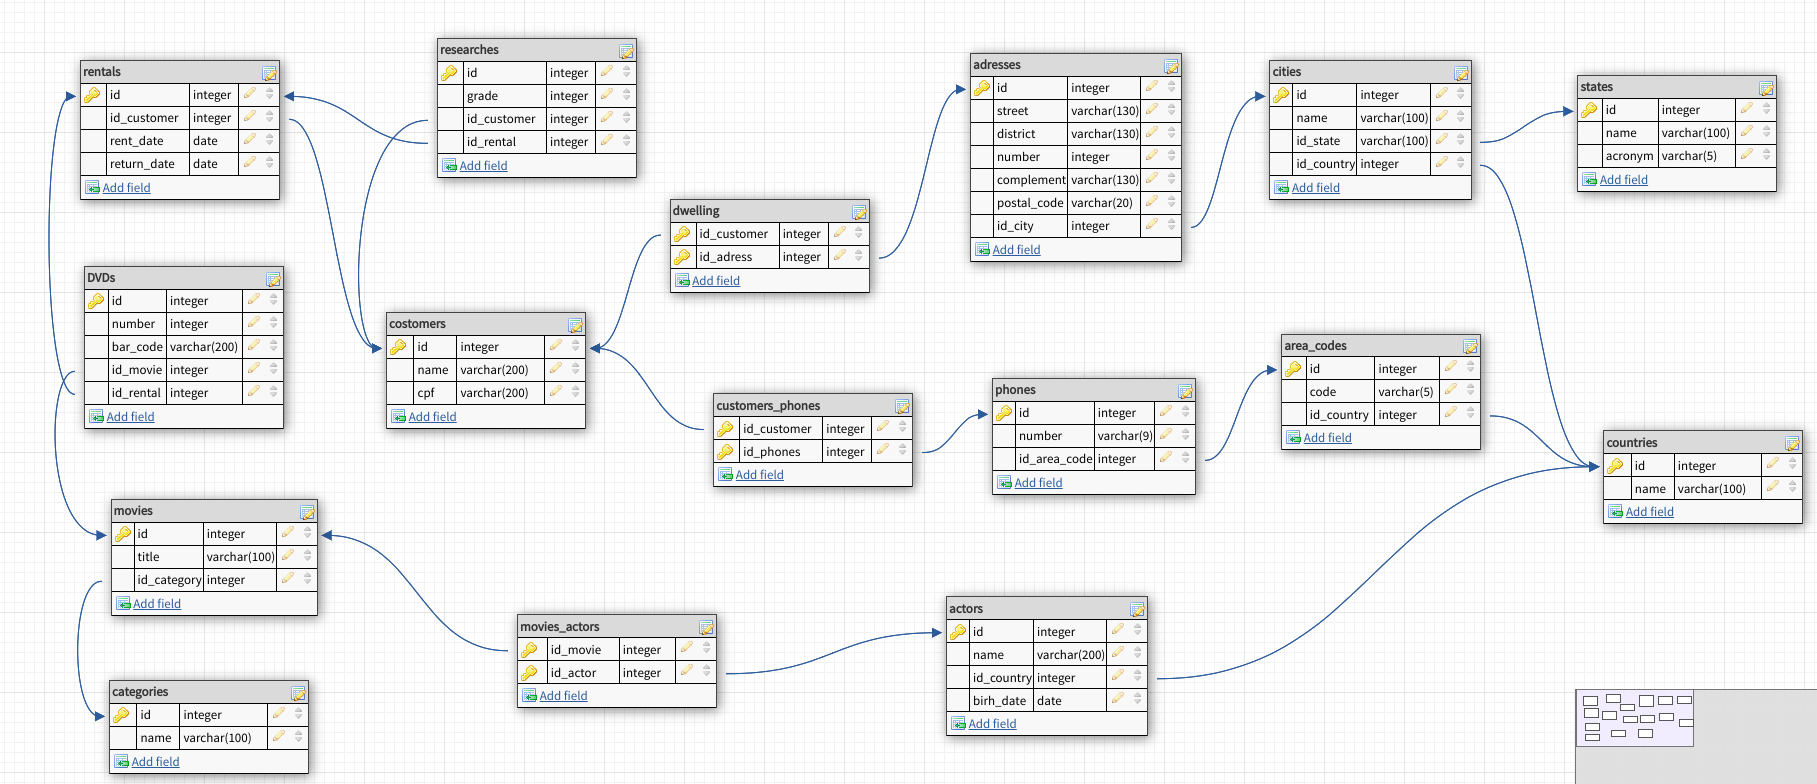 rentals
id integer
id_customer integer
rent_date date
return_date date
Add field
researches
id integer
grade integer
id_customer integer
id_rental integer
Add field
adresses
id integer
street varchar(130)
district varchar(130)
number integer
complement varchar(130)
postal_code varchar(20)
id_city integer
Add field
cities
id integer
name varchar(100)
id_state varchar(100)
id_country integer
Add field
states
id integer
name varchar(100)
acronym varchar(5)
Add field
dwelling
id_customer integer
id_adress integer
Add field
DVDs
id integer
number integer
bar_code varchar(200)
id_movie integer
id_rental integer
Add field
costomers
id integer
name varchar(200)
cpf varchar(200)
Add field
customers_phones
id_customer integer
id_phones integer
Add field
phones
id integer
number varchar(9)
id_area_code integer
Add field
area_codes
id integer
code varchar(5)
id_country integer
Add field
countries
id integer
name varchar(100)
Add field
movies
id integer
title varchar(100)
id_category integer
Add field
movies_actors
id_movie integer
id_actor integer
Add field
actors
id integer
name varchar(200)
id_country integer
birh_date date
Add field
categories
id integer
name varchar(100)
Add field